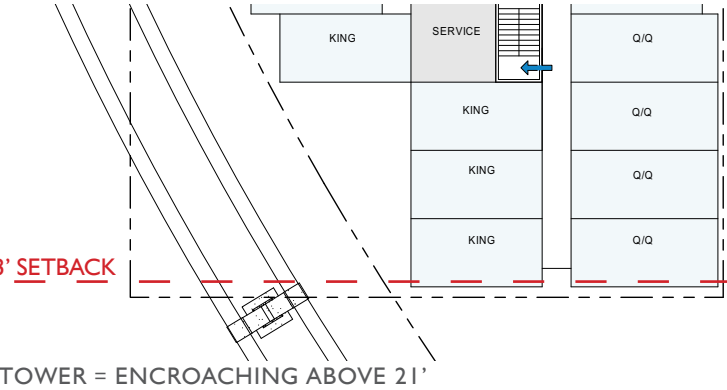 KING SERVICE Q/Q
KING Q/Q
KING Q/Q
KING Q/Q
' SETBACK
TOWER = ENCROACHING ABOVE 21'